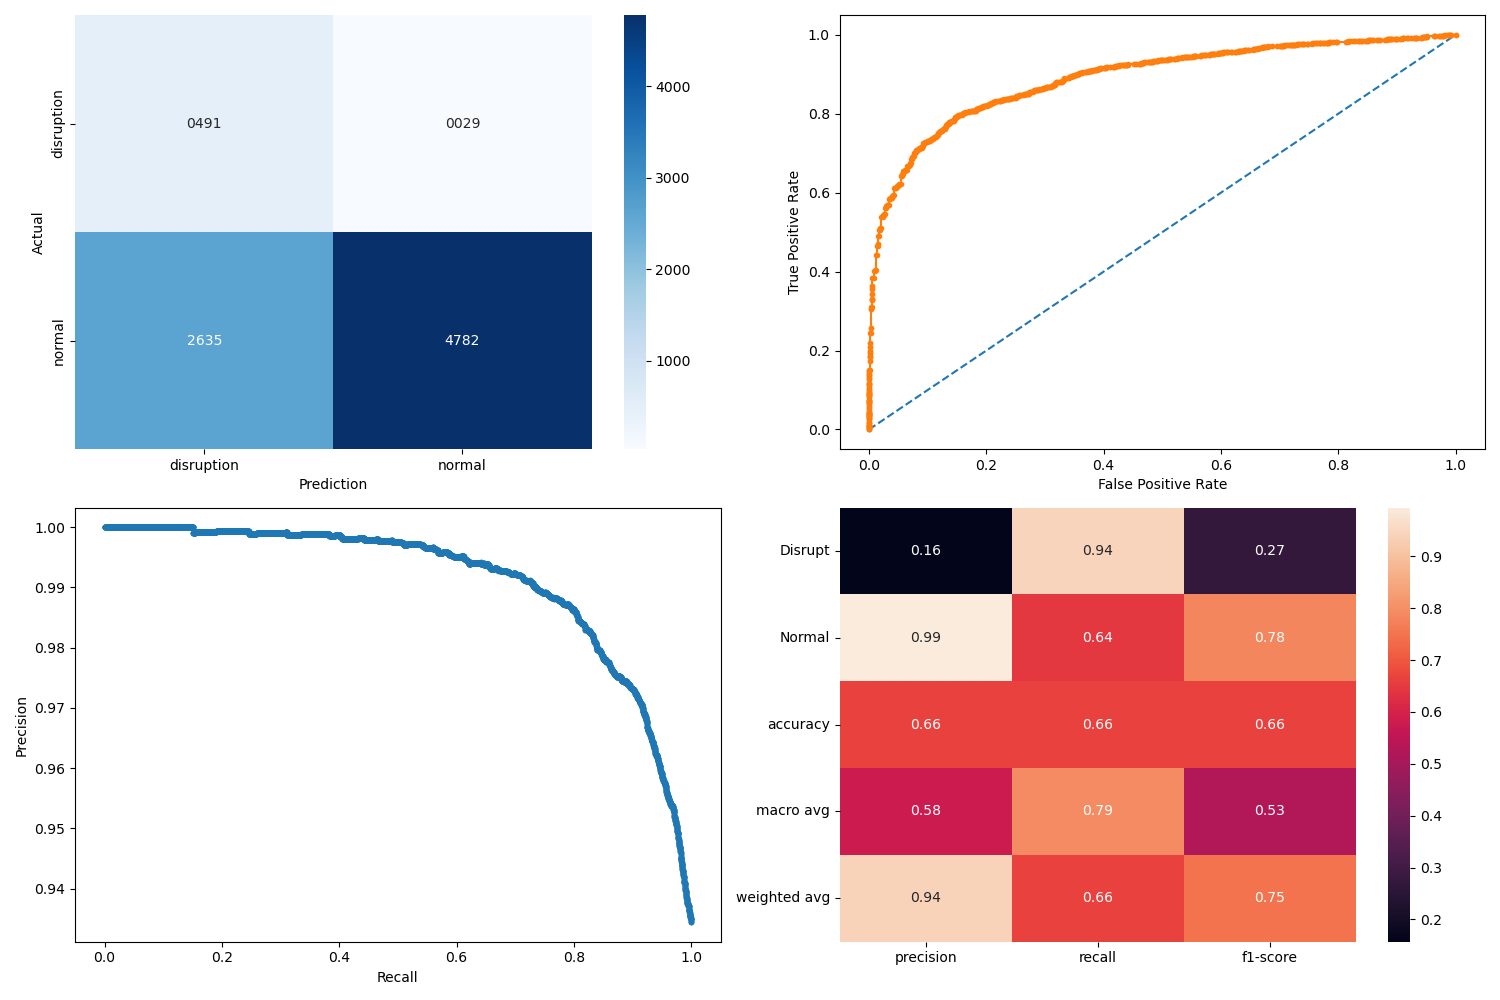 disruption
normal
Actual
0491 0029
2635 4782
disruption normal
Prediction
4000
3000
2000
1000
1.0
0.8
0.6
0.4
0.2
0.0
True Positive Rate
0.0 0.2 0.4 0.6 0.8 1.0
False Positive Rate
1.00
0.99
0.98
0.97
0.96
0.95
0.94
Precision
0.0 0.2 0.4 0.6 0.8 1.0
Recall
Disrupt 0.16 0.94 0.27
Normal 0.99 0.64 0.78
accuracy 0.66 0.66 0.66
macro avg 0.58 0.79 0.53
weighted avg 0.94 0.66 0.75
precision recall f1-score
0.9
0.8
0.7
0.6
0.5
0.4
0.3
0.2